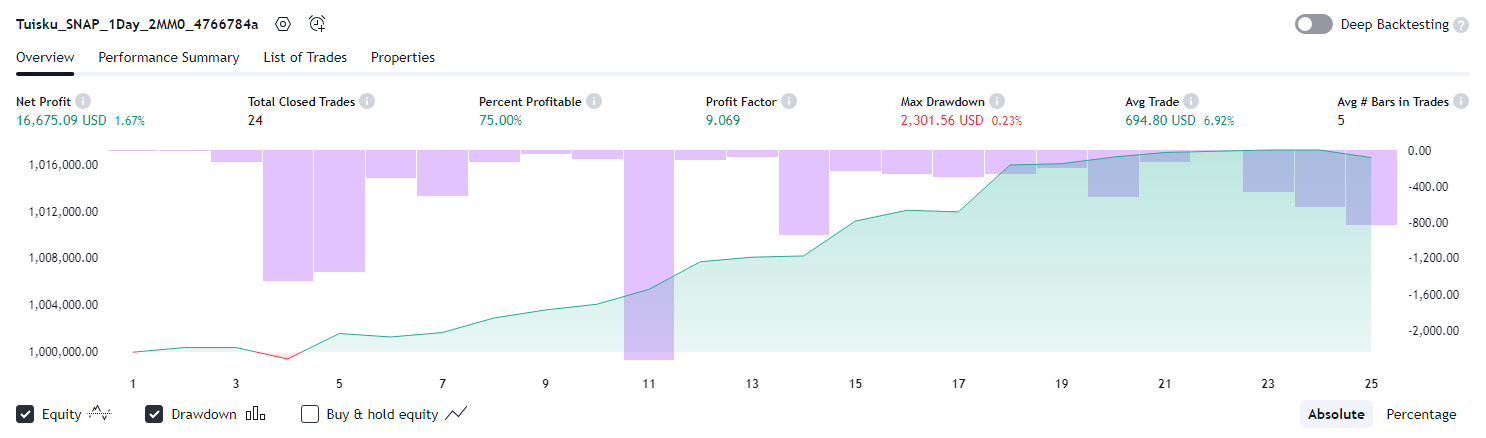 Tuisku_SNAP_1Day_2MM0_4766784a
Deep Backtesting ?
Overview Performance Summary List of Trades Properties
Net Profit Total Closed Trades Percent Profitable Profit Factor Max Drawdown Avg Trade Avg # Bars in Trades
16,675.09 USD 1.67% 24 75.00% 9.069 2,301.56 USD 0.23% 694.80 USD 6.92% 5
1,016,000.00
1,012,000.00
1,008,000.00
1,004,000.00
1,000,000.00
0.00
-400.00
-800.00
-1,200.00
-1,600.00
-2,000.00
1 3 5 7 9 11 13 15 17 19 21 23 25
Equity Drawdown Buy & hold equity Absolute Percentage